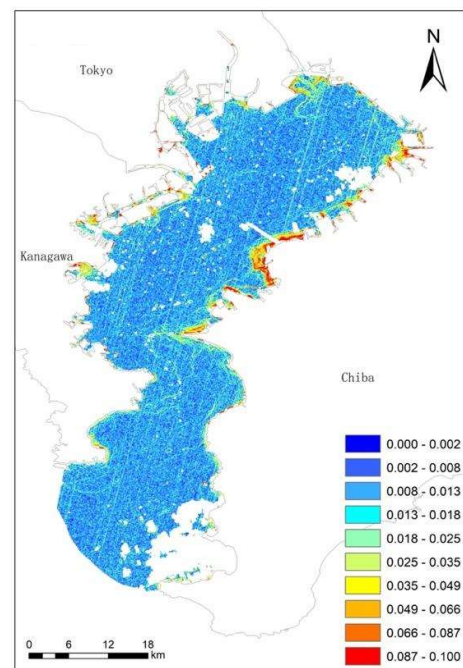 N
Tokyo
Kanagawa
Chiba
0.000 - 0.002
0.002 - 0.008
0.008 - 0.013
0.013 - 0.018
0.018 - 0.025
0.025 - 0.035
0.035 - 0.049
0.049 - 0.066
0.066 - 0.087
0.087 - 0.100
0 2 4 6 12 18
km